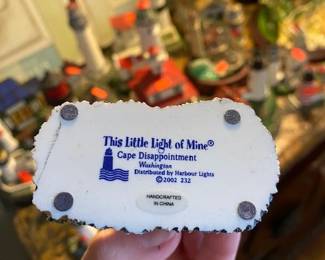 This Little Light of Mine®
Cape Disappointment
Washington
Distributed by Harbour Lights
©2002 232
HANDCRAFTED
IN CHINA